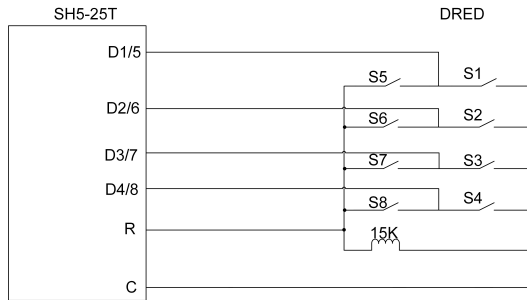 SH5-25T DRED
D1/5
S5 S1
D2/6
S6 S2
D3/7
S7 S3
D4/8
S8 S4
R
15K
C